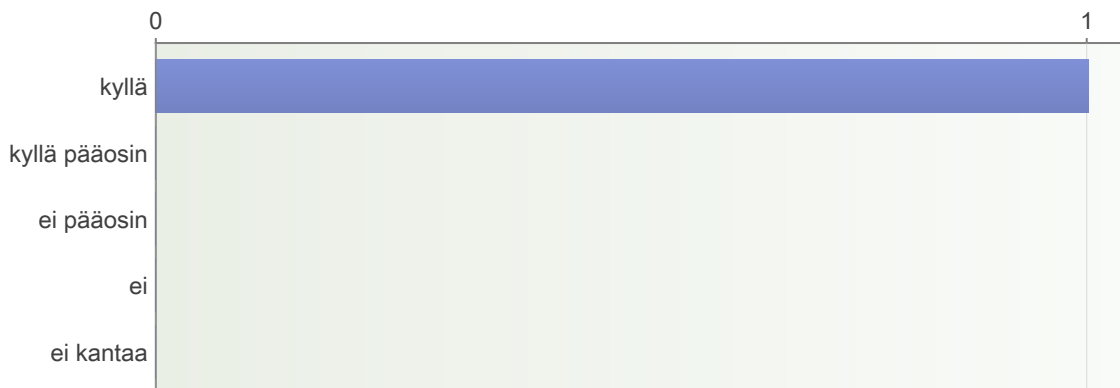 0 1
kyllä
kyllä pääosin
ei pääosin
ei
ei kantaa